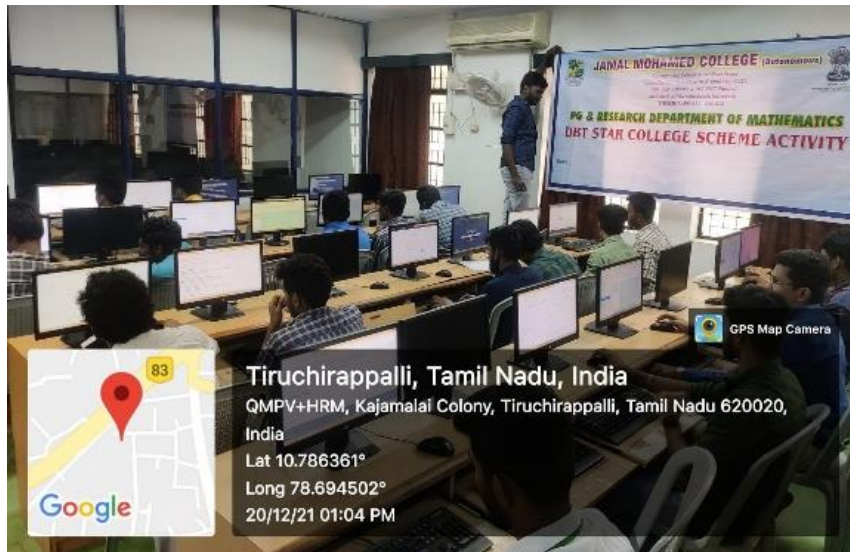 JAMAL MOHAMED COLLEGE (Autonomous)
PG & RESEARCH DEPARTMENT OF MATHEMATICS
DBT STAR COLLEGE SCHEME ACTIVITY
GPS Map Camera
83
Google
Tiruchirappalli, Tamil Nadu, India
QMPV+HRM, Kajamalai Colony, Tiruchirappalli, Tamil Nadu 620020,
India
Lat 10.786361°
Long 78.694502°
20/12/21 01:04 PM